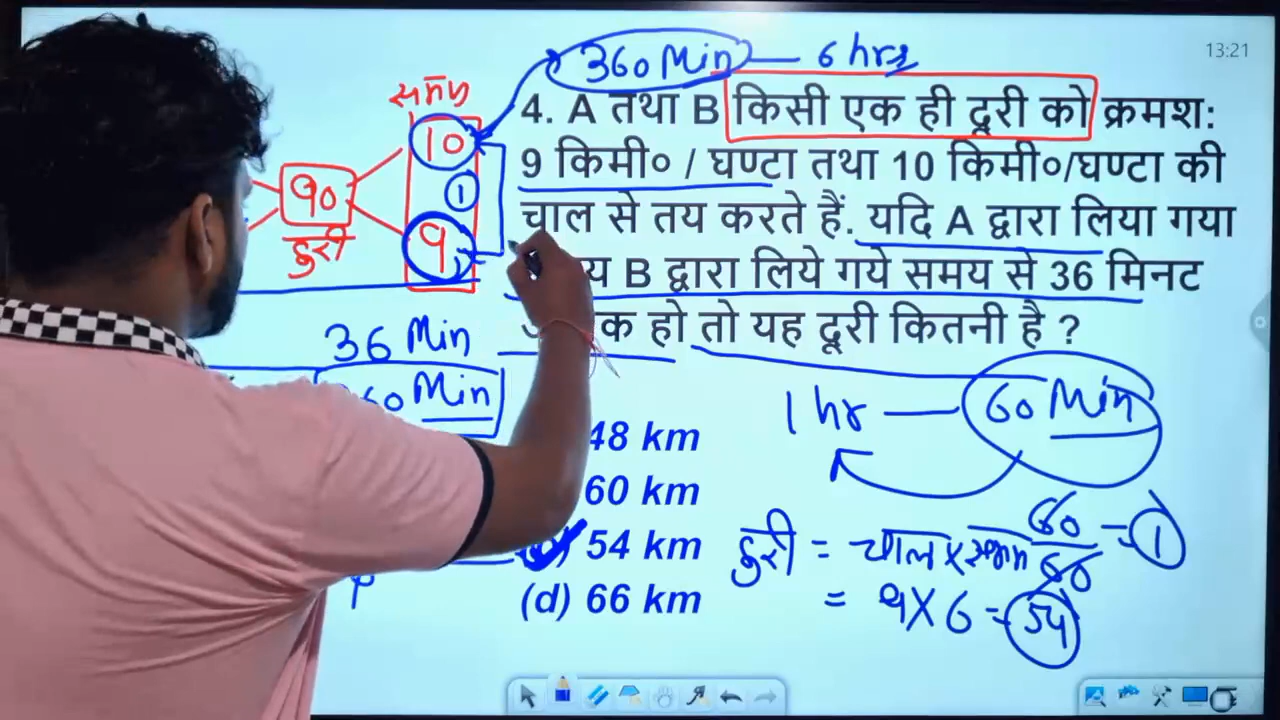 13:21
360 Min — 6 hrs
समय
10
1
9
90
दुरी
4. A तथा B किसी एक ही दूरी को क्रमश:
9 किमी० / घण्टा तथा 10 किमी०/घण्टा की
चाल से तय करते हैं. यदि A द्वारा लिया गया
B द्वारा लिये गये समय से 36 मिनट
हो तो यह दूरी कितनी है ?
36 Min
60 Min
1 hr — 60 Min
48 km
60 km
54 km
(d) 66 km
दुरी = चाल x समय
60/60 = 1
= 9 X 6 = 54